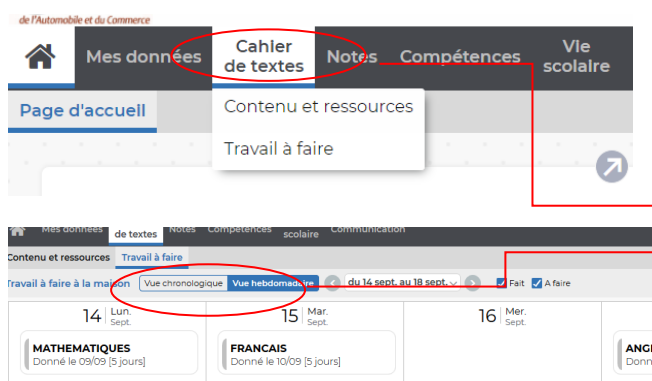 de l'Automobile et du Commerce
Mes données
Cahier
de textes
Notes
Compétences
Vie
scolaire
Page d'accueil
Contenu et ressources
Travail à faire
Mes données de textes Notes Compétences scolaire Communication
Contenu et ressources Travail à faire
Travail à faire à la maison Vue chronologique Vue hebdomadaire du 14 sept. au 18 sept. Fait A faire
14 Lun.
Sept.
15 Mar.
Sept.
16 Mer.
Sept.
MATHEMATIQUES
Donné le 09/09 [5 jours]
FRANCAIS
Donné le 10/09 [5 jours]